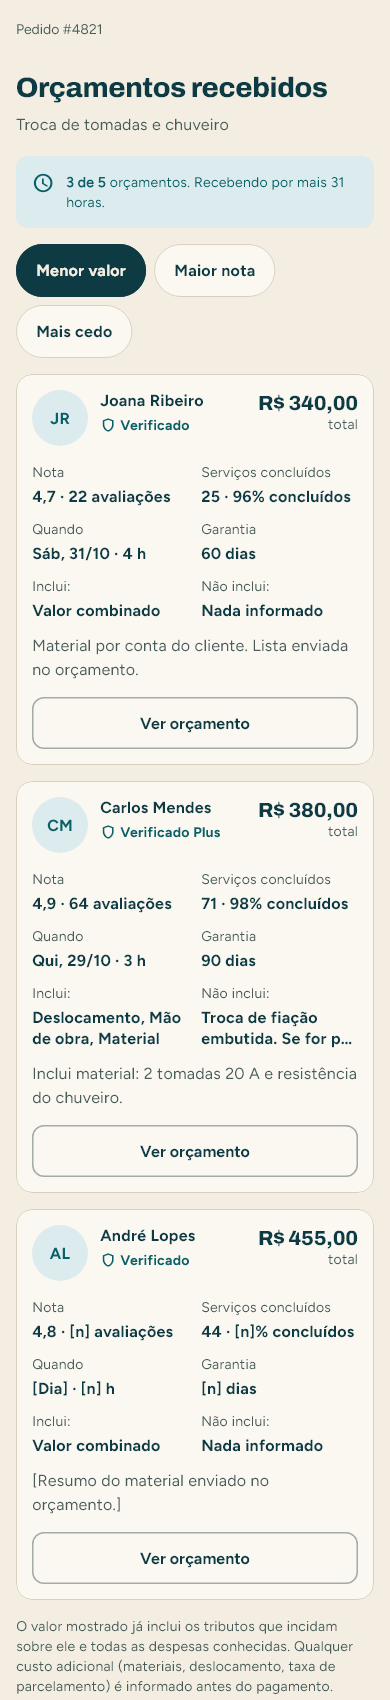 Pedido #4821
Orçamentos recebidos
Troca de tomadas e chuveiro
3 de 5 orçamentos. Recebendo por mais 31
horas.
Menor valor
Maior nota
Mais cedo
JR
Joana Ribeiro
Verificado
R$ 340,00
total
Nota
4,7 · 22 avaliações
Serviços concluídos
25 · 96% concluídos
Quando
Sáb, 31/10 · 4 h
Garantia
60 dias
Inclui:
Valor combinado
Não inclui:
Nada informado
Material por conta do cliente. Lista enviada
no orçamento.
Ver orçamento
CM
Carlos Mendes
Verificado Plus
R$ 380,00
total
Nota
4,9 · 64 avaliações
Serviços concluídos
71 · 98% concluídos
Quando
Qui, 29/10 · 3 h
Garantia
90 dias
Inclui:
Deslocamento, Mão
de obra, Material
Não inclui:
Troca de fiação
embutida. Se for p...
Inclui material: 2 tomadas 20 A e resistência
do chuveiro.
Ver orçamento
AL
André Lopes
Verificado
R$ 455,00
total
Nota
4,8 · [n] avaliações
Serviços concluídos
44 · [n]% concluídos
Quando
[Dia] · [n] h
Garantia
[n] dias
Inclui:
Valor combinado
Não inclui:
Nada informado
[Resumo do material enviado no
orçamento.]
Ver orçamento
O valor mostrado já inclui os tributos que incidam
sobre ele e todas as despesas conhecidas. Qualquer
custo adicional (materiais, deslocamento, taxa de
parcelamento) é informado antes do pagamento.